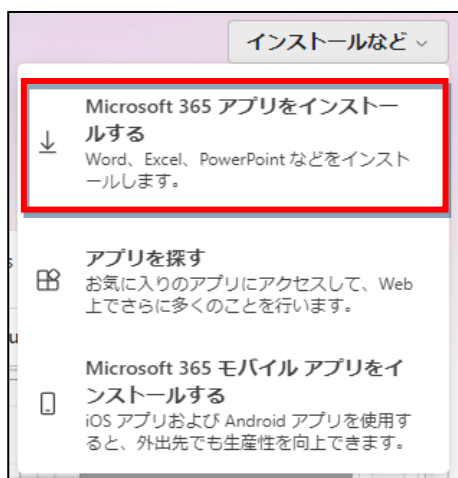 インストールなど
Microsoft 365 アプリをインストー
ルする
Word、Excel、PowerPoint などをインスト
ールします。
アプリを探す
お気に入りのアプリにアクセスして、Web
上でさらに多くのことを行います。
Microsoft 365 モバイル アプリをイ
ンストールする
iOS アプリおよび Android アプリを使用す
ると、外出先でも生産性を向上できます。